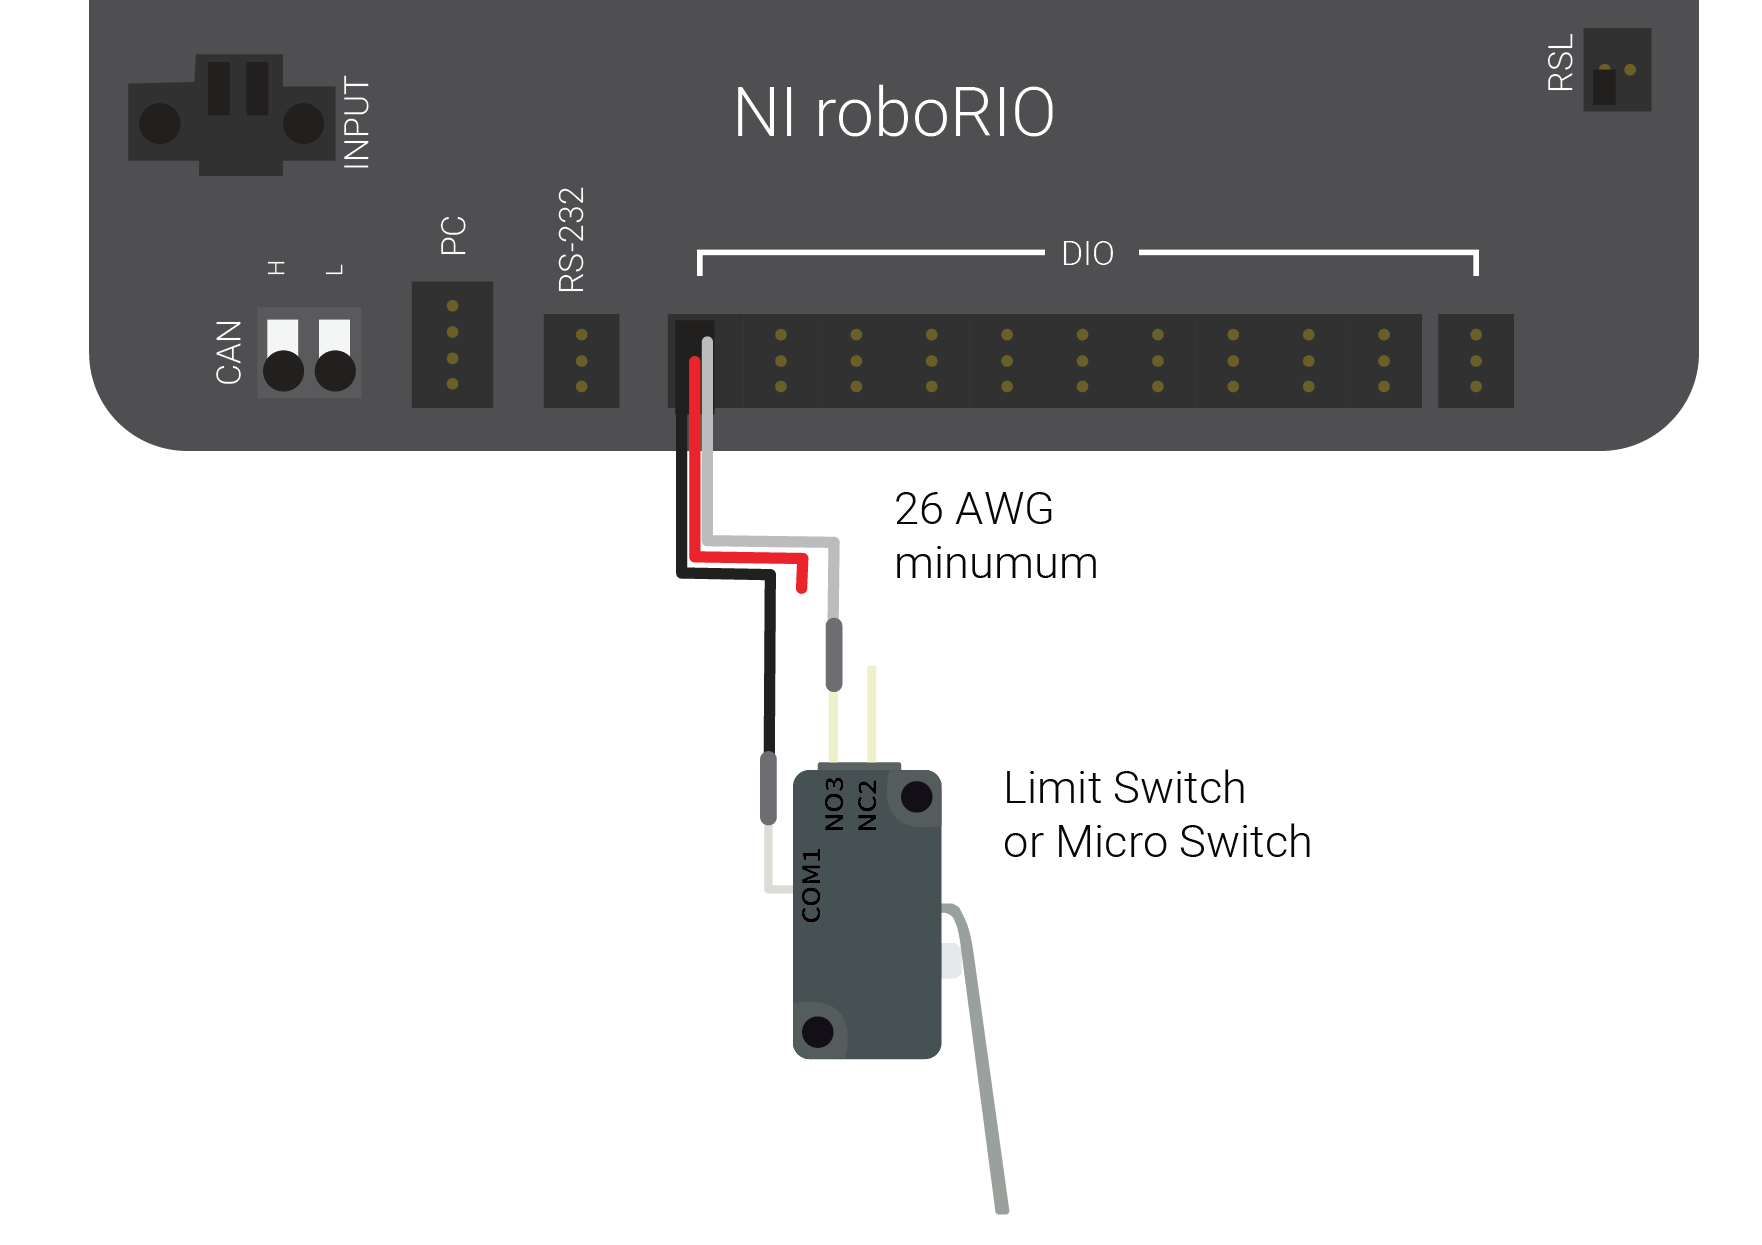 NI roboRIO
RSL
INPUT
PC
RS-232
DIO
H
L
CAN
26 AWG
minumum
NO3
NC2
COM1
Limit Switch
or Micro Switch